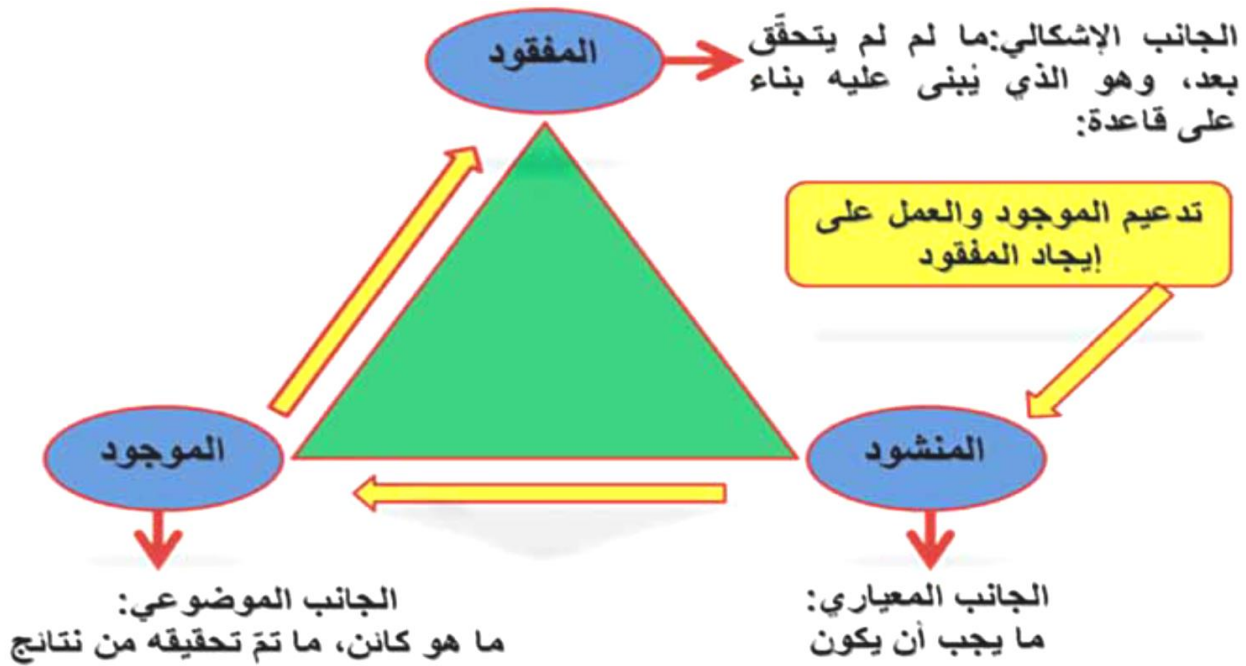 المفقود
الجانب الإشكالي:ما لم لم يتحقّق
بعد، وهو الذي يُبنى عليه بناء
على قاعدة:
تدعيم الموجود والعمل على
إيجاد المفقود
الموجود
المنشود
الجانب المعياري:
ما يجب أن يكون
الجانب الموضوعي:
ما هو كائن، ما تمّ تحقيقه من نتائج